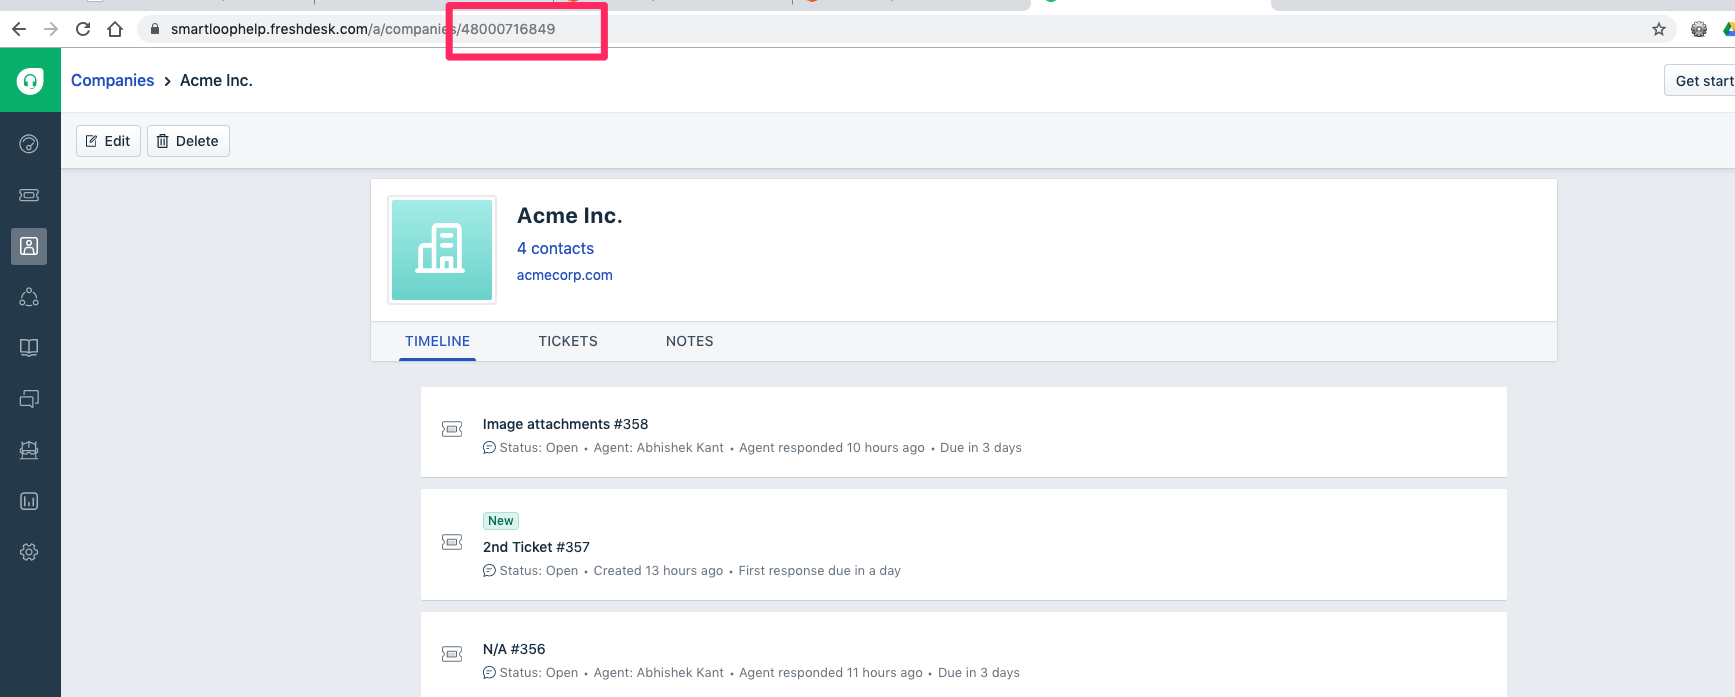 smartloophelp.freshdesk.com/a/companies/48000716849
Companies > Acme Inc.
Get start
Edit Delete
Acme Inc.
4 contacts
acmecorp.com
TIMELINE TICKETS NOTES
Image attachments #358
Status: Open • Agent: Abhishek Kant • Agent responded 10 hours ago • Due in 3 days
New
2nd Ticket #357
Status: Open • Created 13 hours ago • First response due in a day
N/A #356
Status: Open • Agent: Abhishek Kant • Agent responded 11 hours ago • Due in 3 days